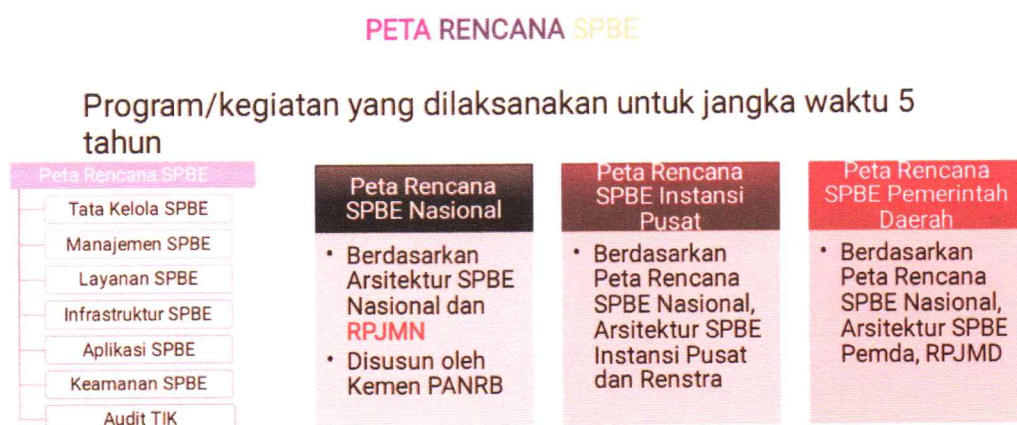 PETA RENCANA SPBE
Program/kegiatan yang dilaksanakan untuk jangka waktu 5
tahun
Peta Rencana SPBE
Tata Kelola SPBE
Manajemen SPBE
Layanan SPBE
Infrastruktur SPBE
Aplikasi SPBE
Keamanan SPBE
Audit TIK
Peta Rencana
SPBE Nasional
• Berdasarkan
Arsitektur SPBE
Nasional dan
RPJMN
• Disusun oleh
Kemen PANRB
Peta Rencana
SPBE Instansi
Pusat
• Berdasarkan
Peta Rencana
SPBE Nasional,
Arsitektur SPBE
Instansi Pusat
dan Renstra
Peta Rencana
SPBE Pemerintah
Daerah
• Berdasarkan
Peta Rencana
SPBE Nasional,
Arsitektur SPBE
Pemda, RPJMD